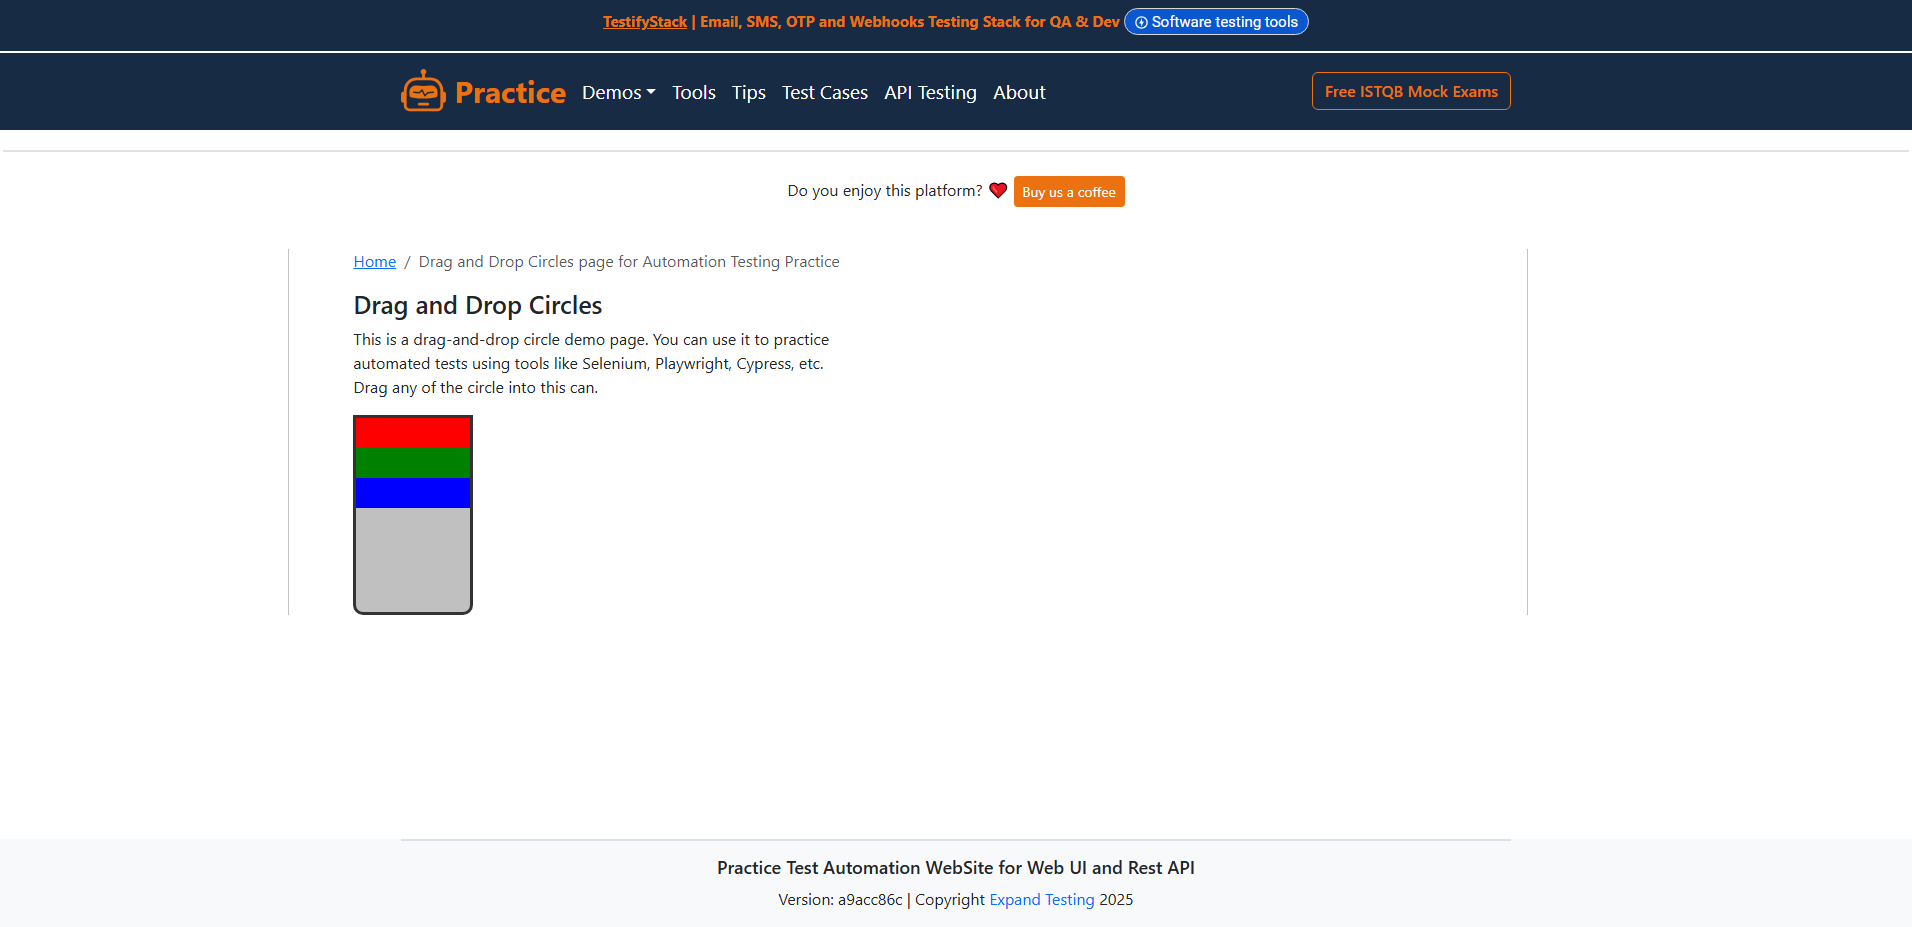 TestifyStack | Email, SMS, OTP and Webhooks Testing Stack for QA & Dev Software testing tools
Practice Demos Tools Tips Test Cases API Testing About Free ISTQB Mock Exams
Do you enjoy this platform? Buy us a coffee
Home / Drag and Drop Circles page for Automation Testing Practice
Drag and Drop Circles
This is a drag-and-drop circle demo page. You can use it to practice
automated tests using tools like Selenium, Playwright, Cypress, etc.
Drag any of the circle into this can.
Practice Test Automation WebSite for Web UI and Rest API
Version: a9acc86c | Copyright Expand Testing 2025